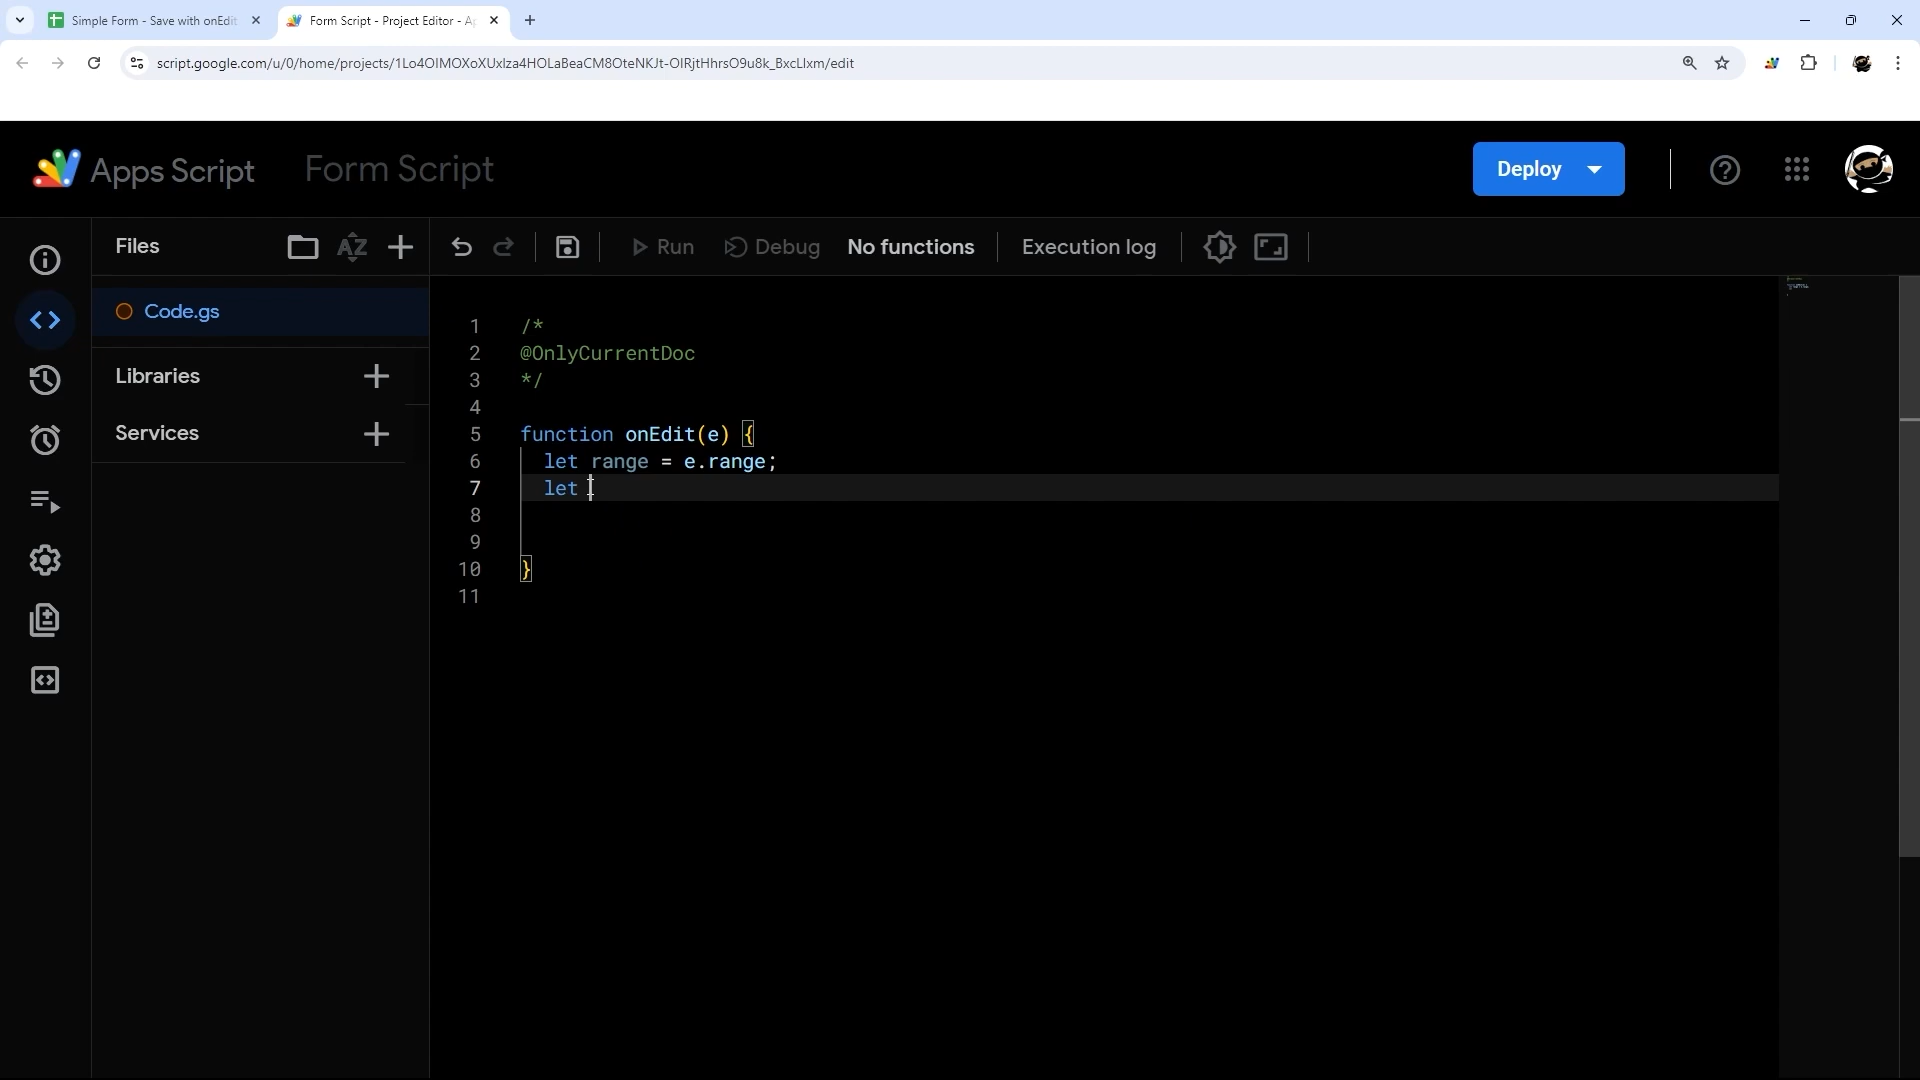 Simple Form - Save with onEdit
Form Script - Project Editor - A
script.google.com/u/0/home/projects/1Lo4OIMOXoXUxlza4HOLaBeaCM8OteNKJt-OIRjtHhrsO9u8k_BxcLlxm/edit
Apps Script
Form Script
Deploy
Files
AZ
Run
Debug
No functions
Execution log
Code.gs
Libraries
Services
1 /*
2 @OnlyCurrentDoc
3 */
4
5 function onEdit(e) {
6 let range = e.range;
7 let
8
9
10 }
11